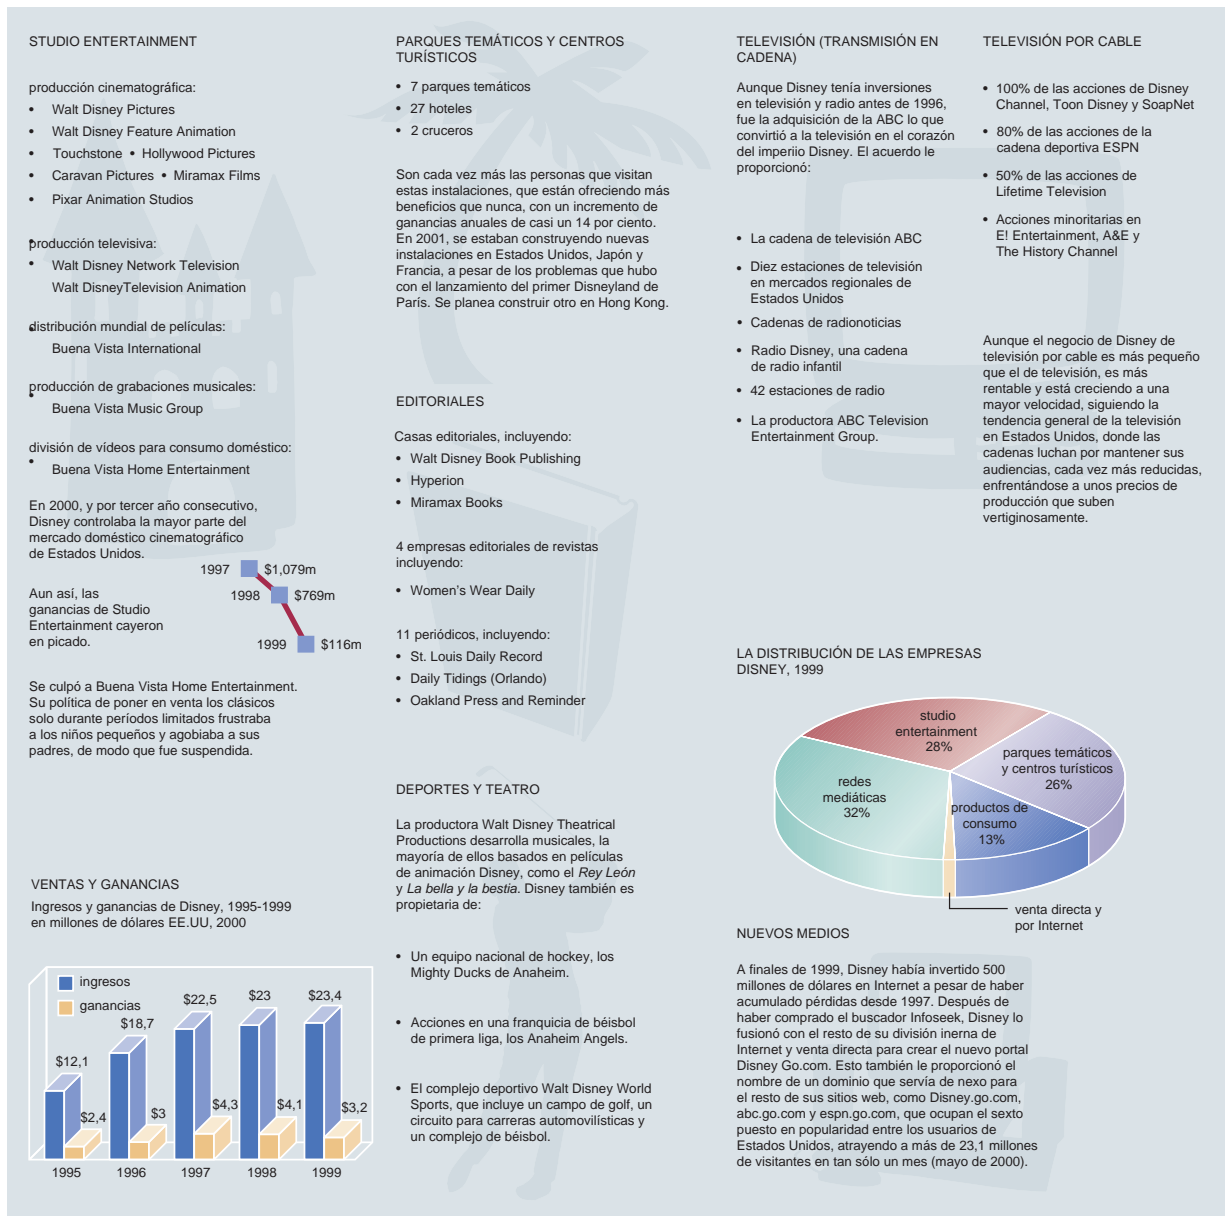 STUDIO ENTERTAINMENT
producción cinematográfica:
• Walt Disney Pictures
• Walt Disney Feature Animation
• Touchstone • Hollywood Pictures
• Caravan Pictures • Miramax Films
• Pixar Animation Studios
•
producción televisiva:
• Walt Disney Network Television
Walt DisneyTelevision Animation
•
distribución mundial de películas:
Buena Vista International
producción de grabaciones musicales:
•
Buena Vista Music Group
división de vídeos para consumo doméstico:
•
Buena Vista Home Entertainment
En 2000, y por tercer año consecutivo,
Disney controlaba la mayor parte del
mercado doméstico cinematográfico
de Estados Unidos.
Aun así, las
ganancias de Studio
Entertainment cayeron
en picado.
1997 $1,079m
1998 $769m
1999 $116m
Se culpó a Buena Vista Home Entertainment.
Su política de poner en venta los clásicos
solo durante períodos limitados frustraba
a los niños pequeños y agobiaba a sus
padres, de modo que fue suspendida.
VENTAS Y GANANCIAS
Ingresos y ganancias de Disney, 1995-1999
en millones de dólares EE.UU, 2000
ingresos
ganancias
$12,1
$2,4
$18,7
$3
$22,5
$4,3
$23
$4,1
$23,4
$3,2
1995 1996 1997 1998 1999
PARQUES TEMÁTICOS Y CENTROS
TURÍSTICOS
• 7 parques temáticos
• 27 hoteles
• 2 cruceros
Son cada vez más las personas que visitan
estas instalaciones, que están ofreciendo más
beneficios que nunca, con un incremento de
ganancias anuales de casi un 14 por ciento.
En 2001, se estaban construyendo nuevas
instalaciones en Estados Unidos, Japón y
Francia, a pesar de los problemas que hubo
con el lanzamiento del primer Disneyland de
París. Se planea construir otro en Hong Kong.
EDITORIALES
Casas editoriales, incluyendo:
• Walt Disney Book Publishing
• Hyperion
• Miramax Books
4 empresas editoriales de revistas
incluyendo:
• Women's Wear Daily
11 periódicos, incluyendo:
• St. Louis Daily Record
• Daily Tidings (Orlando)
• Oakland Press and Reminder
DEPORTES Y TEATRO
La productora Walt Disney Theatrical
Productions desarrolla musicales, la
mayoría de ellos basados en películas
de animación Disney, como el Rey León
y La bella y la bestia. Disney también es
propietaria de:
• Un equipo nacional de hockey, los
Mighty Ducks de Anaheim.
• Acciones en una franquicia de béisbol
de primera liga, los Anaheim Angels.
• El complejo deportivo Walt Disney World
Sports, que incluye un campo de golf, un
circuito para carreras automovilísticas y
un complejo de béisbol.
TELEVISIÓN (TRANSMISIÓN EN
CADENA)
Aunque Disney tenía inversiones
en televisión y radio antes de 1996,
fue la adquisición de la ABC lo que
convirtió a la televisión en el corazón
del imperiio Disney. El acuerdo le
proporcionó:
• La cadena de televisión ABC
• Diez estaciones de televisión
en mercados regionales de
Estados Unidos
• Cadenas de radionoticias
• Radio Disney, una cadena
de radio infantil
• 42 estaciones de radio
• La productora ABC Television
Entertainment Group.
TELEVISIÓN POR CABLE
• 100% de las acciones de Disney
Channel, Toon Disney y SoapNet
• 80% de las acciones de la
cadena deportiva ESPN
• 50% de las acciones de
Lifetime Television
• Acciones minoritarias en
E! Entertainment, A&E y
The History Channel
Aunque el negocio de Disney de
televisión por cable es más pequeño
que el de televisión, es más
rentable y está creciendo a una
mayor velocidad, siguiendo la
tendencia general de la televisión
en Estados Unidos, donde las
cadenas luchan por mantener sus
audiencias, cada vez más reducidas,
enfrentándose a unos precios de
producción que suben
vertiginosamente.
LA DISTRIBUCIÓN DE LAS EMPRESAS
DISNEY, 1999
studio
entertainment
28%
parques temáticos
y centros turísticos
26%
redes
mediáticas
32%
productos de
consumo
13%
venta directa y
por Internet
NUEVOS MEDIOS
A finales de 1999, Disney había invertido 500
millones de dólares en Internet a pesar de haber
acumulado pérdidas desde 1997. Después de
haber comprado el buscador Infoseek, Disney lo
fusionó con el resto de su división inerna de
Internet y venta directa para crear el nuevo portal
Disney Go.com. Esto también le proporcionó el
nombre de un dominio que servía de nexo para
el resto de sus sitios web, como Disney.go.com,
abc.go.com y espn.go.com, que ocupan el sexto
puesto en popularidad entre los usuarios de
Estados Unidos, atrayendo a más de 23,1 millones
de visitantes en tan sólo un mes (mayo de 2000).